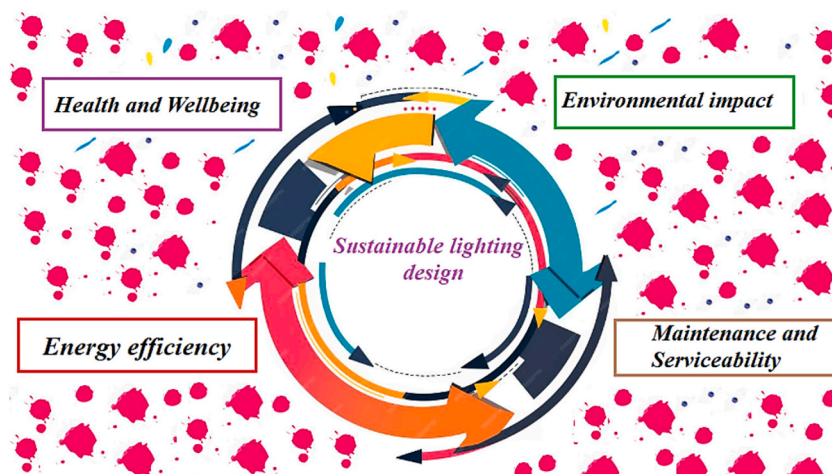 Health and Wellbeing
Environmental impact
Sustainable lighting
design
Energy efficiency
Maintenance and
Serviceability